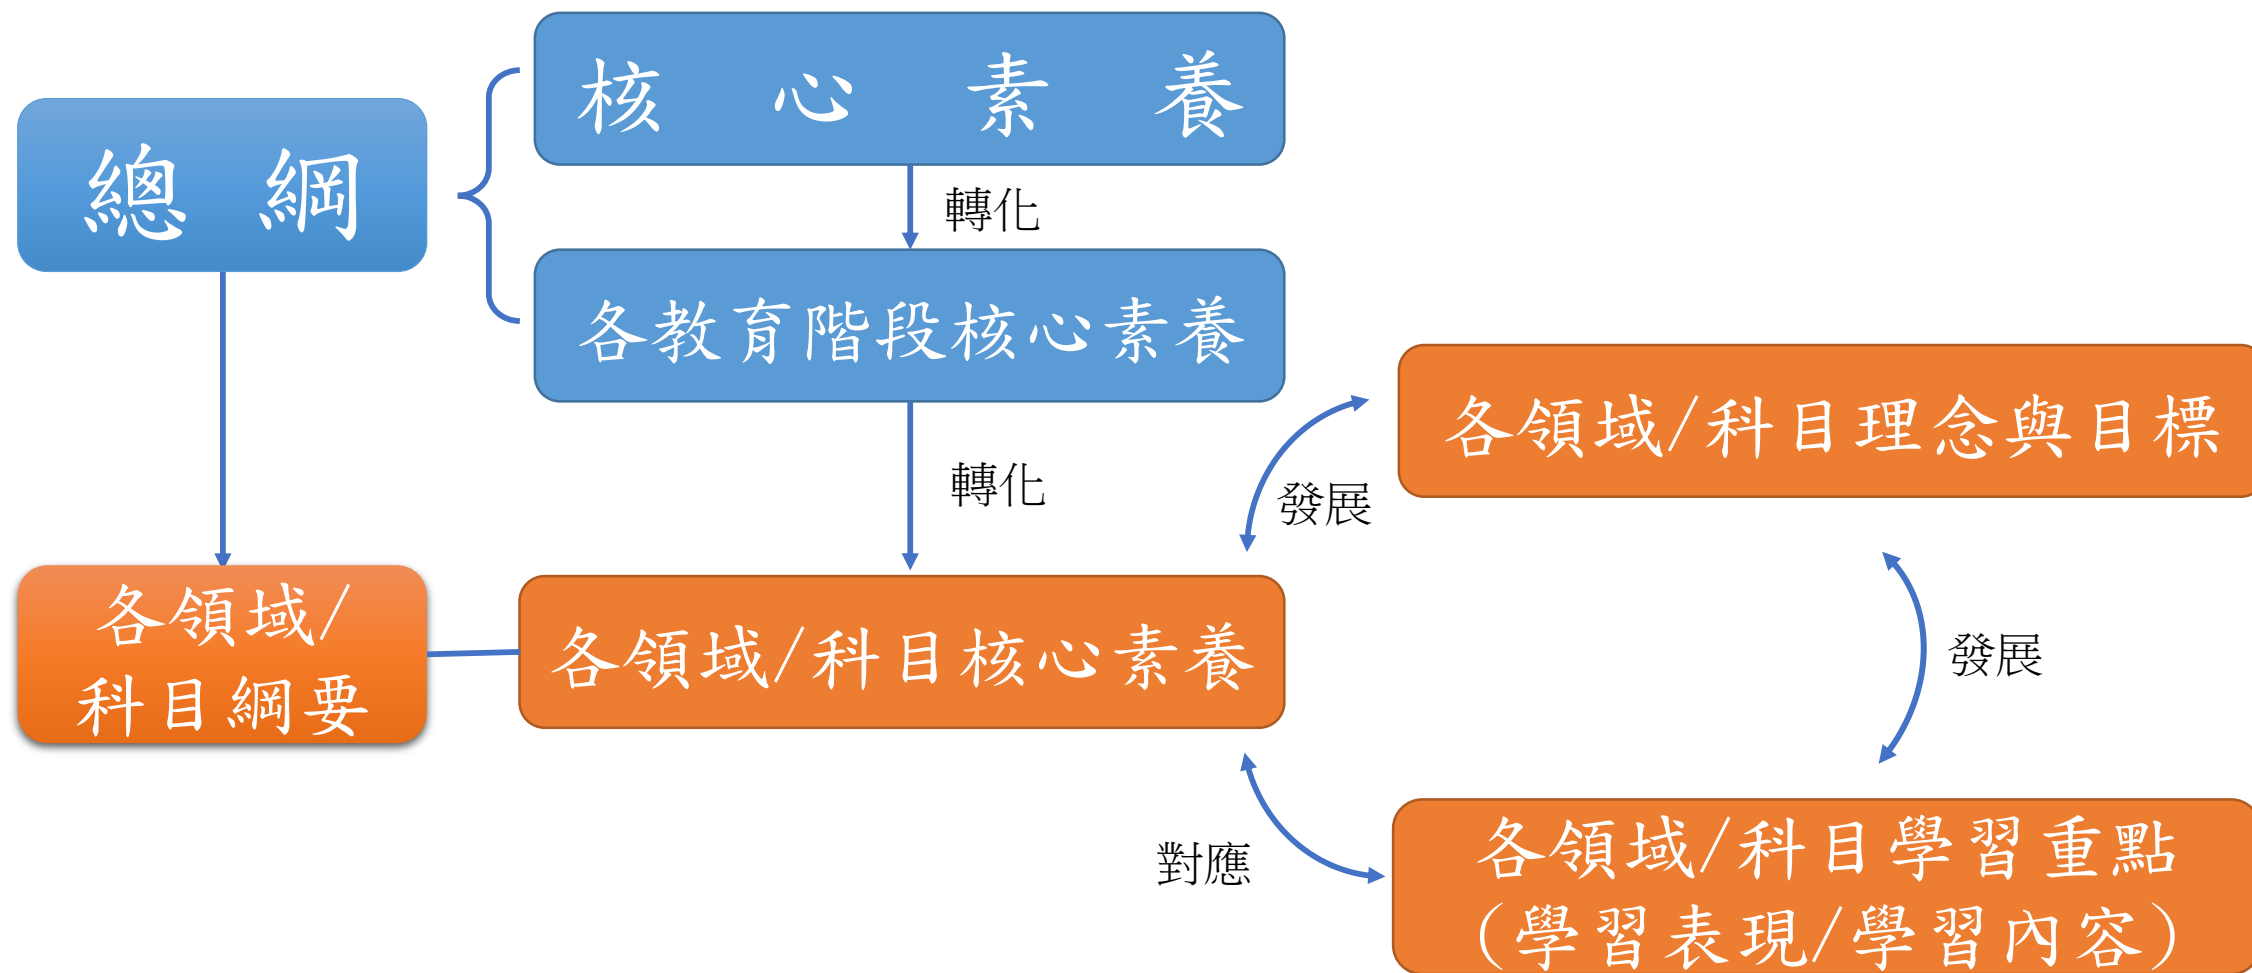 總 綱
核 心 素 養
轉化
各教育階段核心素養
轉化
各領域/
科目綱要
各領域/科目核心素養
發展
各領域/科目理念與目標
發展
對應
各領域/科目學習重點
(學習表現/學習內容)